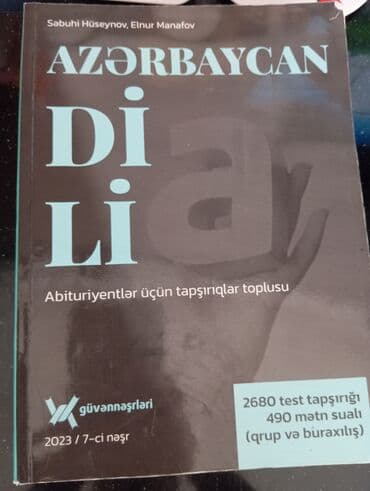 Səbuhi Hüseynov, Elnur Manafov
AZƏRBAYCAN
Dİ
Lİ
a
Abituriyentlər üçün tapşırıqlar toplusu
güvənnəşrləri
2023 / 7-ci nəşr
2680 test tapşırığı
490 mətn sualı
(qrup və buraxılış)